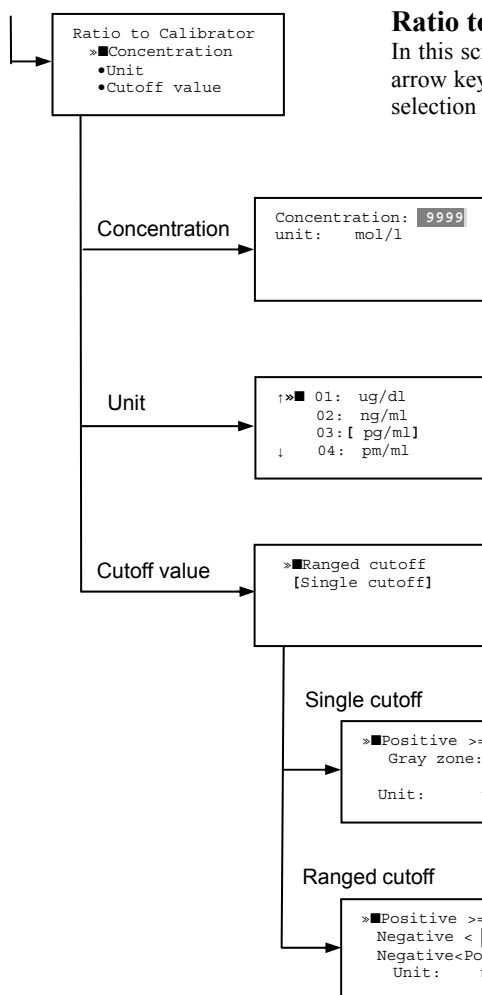 Ratio to Calibrator
»■Concentration
●Unit
●Cutoff value
Ratio to
In this
arrow
selection
Concentration
Concentration: 9999
unit: mol/l
Unit
↑»■ 01: ug/dl
02: ng/ml
03:[ pg/ml]
↓ 04: pm/ml
Cutoff value
»■Ranged cutoff
[Single cutoff]
Single cutoff
»■Positive >=
Gray zone:
Unit:
Ranged cutoff
»■Positive >=
Negative <
Negative<Po
Unit: